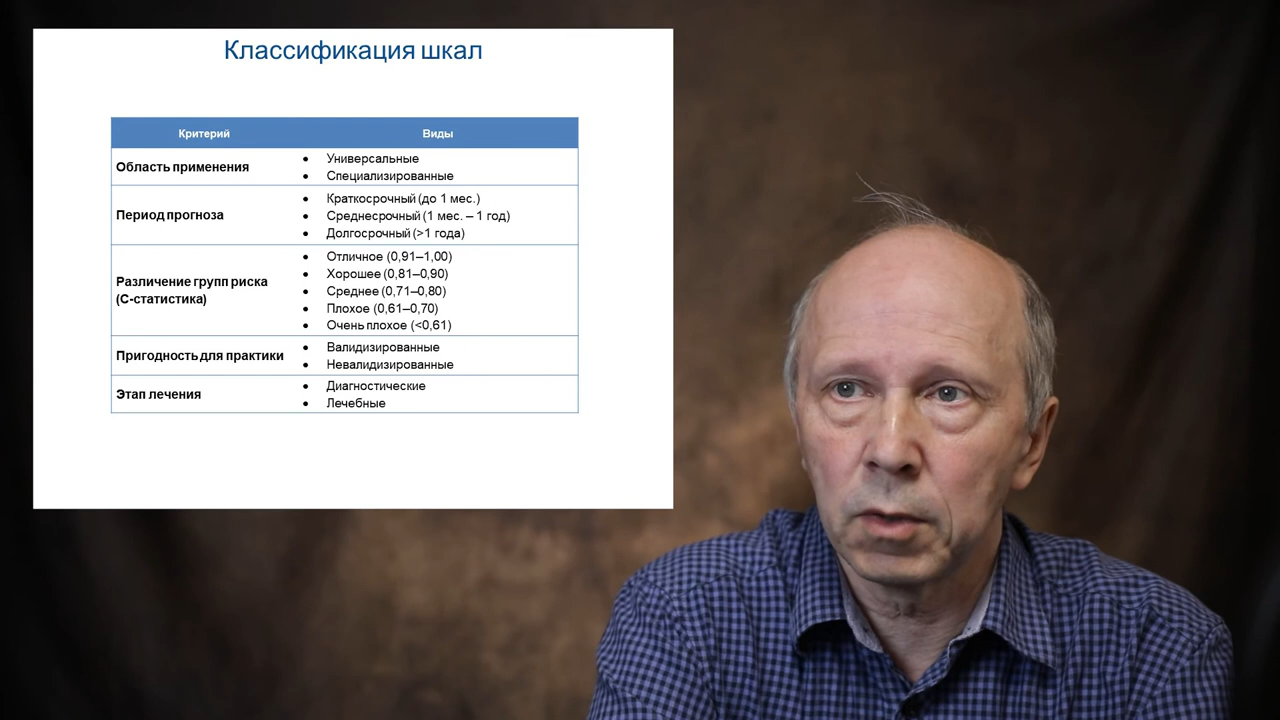 Классификация шкал
Критерий Виды
Область применения
• Универсальные
• Специализированные
Период прогноза
• Краткосрочный (до 1 мес.)
• Среднесрочный (1 мес. – 1 год)
• Долгосрочный (>1 года)
Различение групп риска
(С-статистика)
• Отличное (0,91–1,00)
• Хорошее (0,81–0,90)
• Среднее (0,71–0,80)
• Плохое (0,61–0,70)
• Очень плохое (<0,61)
Пригодность для практики
• Валидизированные
• Невалидизированные
Этап лечения
• Диагностические
• Лечебные